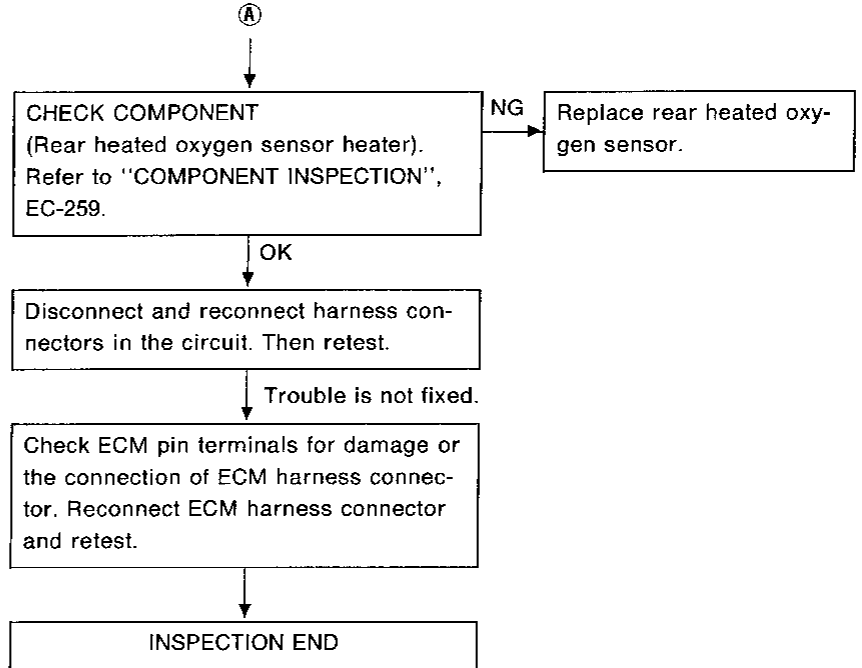 Ⓐ
CHECK COMPONENT
(Rear heated oxygen sensor heater).
Refer to "COMPONENT INSPECTION",
EC-259.
NG
Replace rear heated oxy-
gen sensor.
OK
Disconnect and reconnect harness con-
nectors in the circuit. Then retest.
Trouble is not fixed.
Check ECM pin terminals for damage or
the connection of ECM harness connec-
tor. Reconnect ECM harness connector
and retest.
INSPECTION END